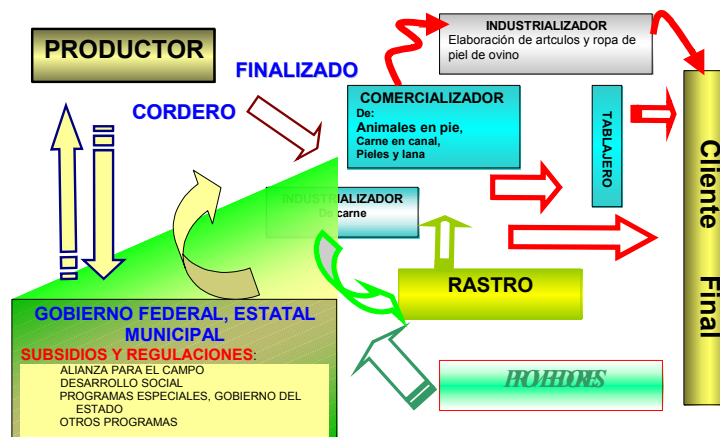 INDUSTRIALIZADOR
Elaboración de artculos y ropa de
piel de ovino
PRODUCTOR
FINALIZADO
CORDERO
COMERCIALIZADOR
De:
Animales en pie,
Carne en canal,
Pieles y lana
TABLAJERO
Cliente Final
INDUSTRIALIZADOR
De carne
RASTRO
GOBIERNO FEDERAL, ESTATAL
MUNICIPAL
SUBSIDIOS Y REGULACIONES:
ALIANZA PARA EL CAMPO
DESARROLLO SOCIAL
PROGRAMAS ESPECIALES, GOBIERNO DEL
ESTADO
OTROS PROGRAMAS
PROVEEDORES